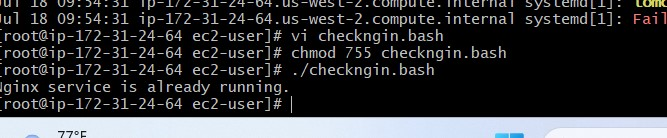 Jul 18 09:54:31 ip-172-31-24-64.us-west-2.compute.internal systemd[1]:
Jul 18 09:54:31 ip-172-31-24-64.us-west-2.compute.internal systemd[1]: Fail
[root@ip-172-31-24-64 ec2-user]# vi checkngin.bash
[root@ip-172-31-24-64 ec2-user]# chmod 755 checkngin.bash
[root@ip-172-31-24-64 ec2-user]# ./checkngin.bash
Nginx service is already running.
[root@ip-172-31-24-64 ec2-user]#
77°F